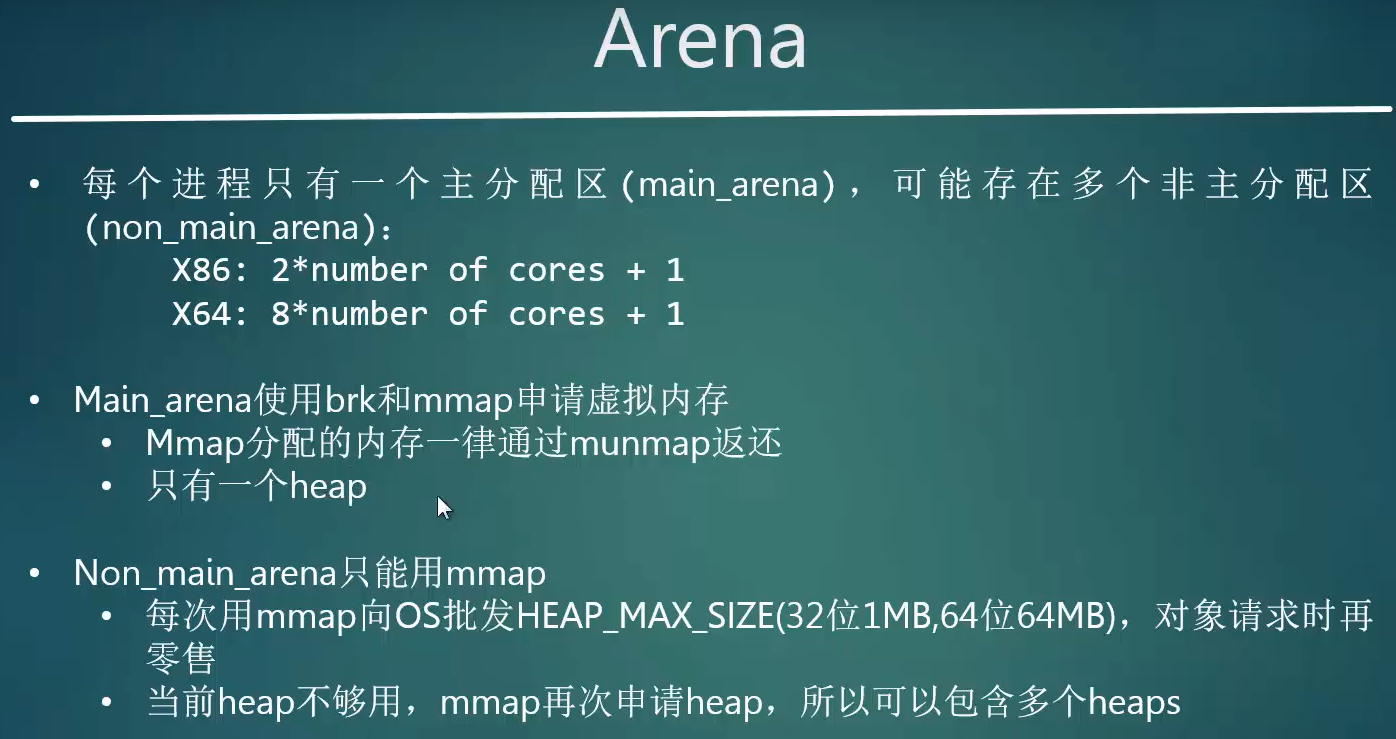 Arena
• 每个进程只有一个主分配区(main_arena)，可能存在多个非主分配区
(non_main_arena)：
X86: 2*number of cores + 1
X64: 8*number of cores + 1
• Main_arena使用brk和mmap申请虚拟内存
• Mmap分配的内存一律通过munmap返还
• 只有一个heap
• Non_main_arena只能用mmap
• 每次用mmap向OS批发HEAP_MAX_SIZE(32位1MB,64位64MB)，对象请求时再
零售
• 当前heap不够用，mmap再次申请heap，所以可以包含多个heaps